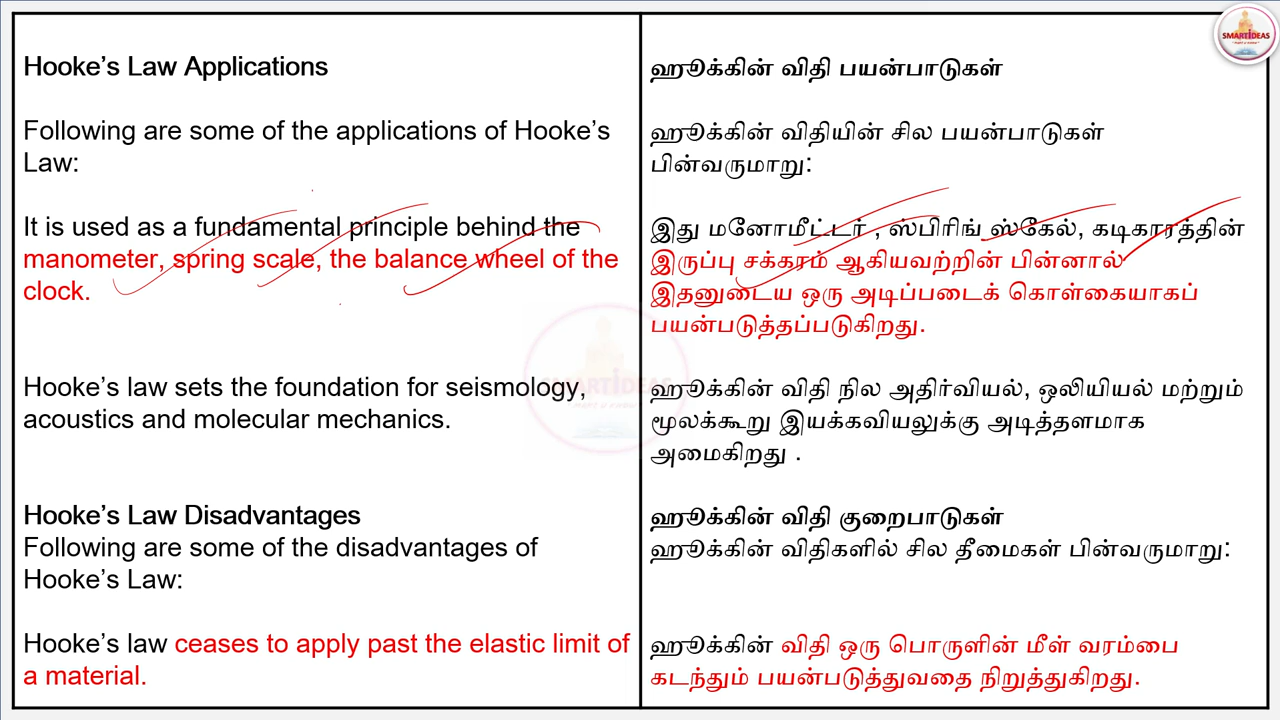 SMARTIDEAS
Hooke’s Law Applications
Following are some of the applications of Hooke’s
Law:
It is used as a fundamental principle behind the
manometer, spring scale, the balance wheel of the
clock.
Hooke’s law sets the foundation for seismology,
acoustics and molecular mechanics.
Hooke’s Law Disadvantages
Following are some of the disadvantages of
Hooke’s Law:
Hooke’s law ceases to apply past the elastic limit of
a material.
ஹூக்கின் விதி பயன்பாடுகள்
ஹூக்கின் விதியின் சில பயன்பாடுகள்
பின்வருமாறு:
இது மனோமீட்டர் , ஸ்பிரிங் ஸ்கேல், கடிகாரத்தின்
இருப்பு சக்கரம் ஆகியவற்றின் பின்னால்
இதனுடைய ஒரு அடிப்படைக் கொள்கையாகப்
பயன்படுத்தப்படுகிறது.
ஹூக்கின் விதி நில அதிர்வியல், ஒலியியல் மற்றும்
மூலக்கூறு இயக்கவியலுக்கு அடித்தளமாக
அமைகிறது .
ஹூக்கின் விதி குறைபாடுகள்
ஹூக்கின் விதிகளில் சில தீமைகள் பின்வருமாறு:
ஹூக்கின் விதி ஒரு பொருளின் மீள் வரம்பை
கடந்தும் பயன்படுத்துவதை நிறுத்துகிறது.
SMARTIDEAS